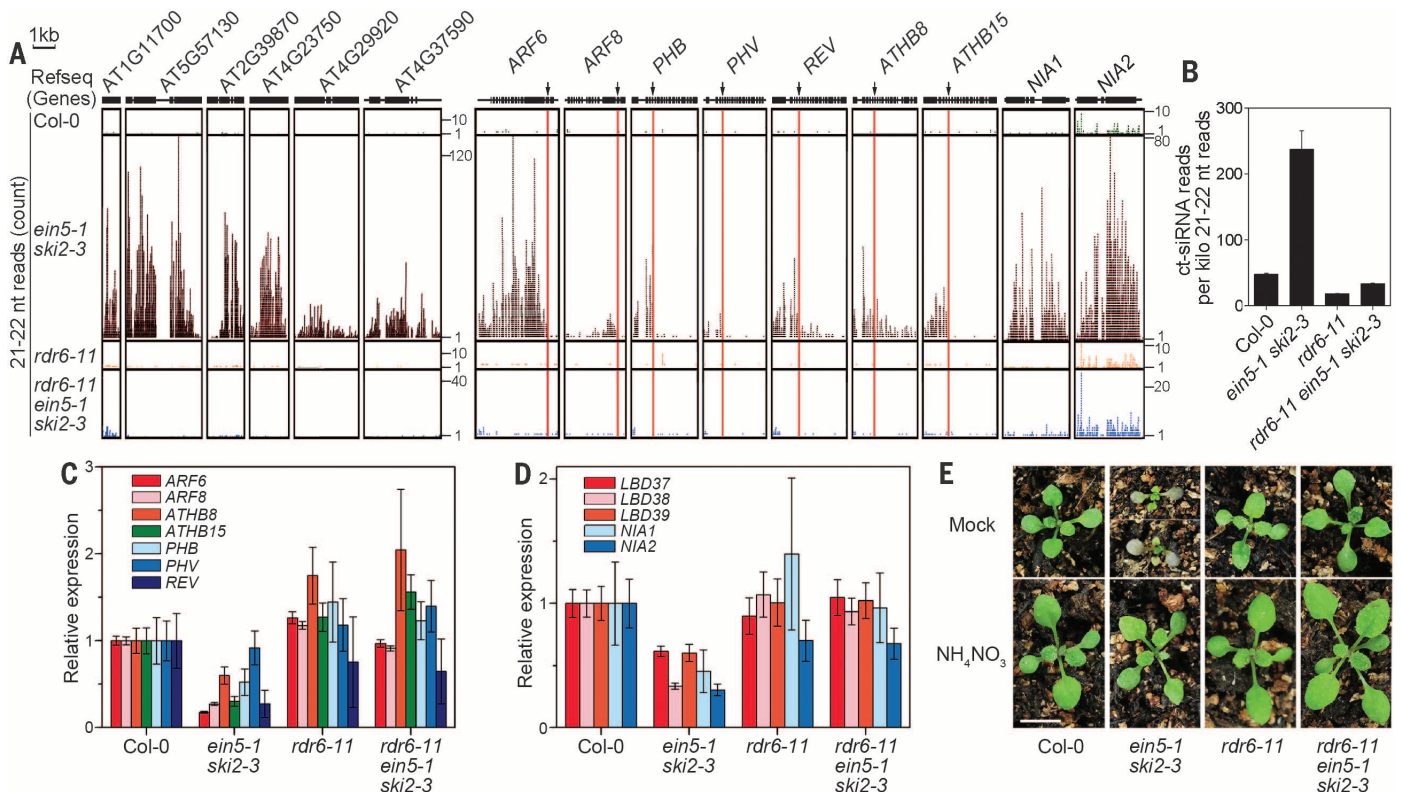 A
1kb
AT1G11700
AT5G57130
AT2G39870
AT4G23750
AT4G29920
AT4G37590
ARF6
ARF8
PHB
PHV
REV
ATHB8
ATHB15
NIA1
NIA2
Refseq
(Genes)
21-22 nt reads (count)
Col-0
10
1
10
1
ein5-1
ski2-3
120
1
80
1
rdr6-11
10
1
10
1
rdr6-11
ein5-1
ski2-3
40
1
20
1
B
ct-siRNA reads
per kilo 21-22 nt reads
300
200
100
0
Col-0
ein5-1 ski2-3
rdr6-11
rdr6-11 ein5-1 ski2-3
C
Relative expression
3
2
1
0
ARF6
ARF8
ATHB8
ATHB15
PHB
PHV
REV
Col-0
ein5-1
ski2-3
rdr6-11
rdr6-11
ein5-1
ski2-3
D
Relative expression
2
1
0
LBD37
LBD38
LBD39
NIA1
NIA2
Col-0
ein5-1
ski2-3
rdr6-11
rdr6-11
ein5-1
ski2-3
E
Mock
NH4NO3
Col-0
ein5-1
ski2-3
rdr6-11
rdr6-11
ein5-1
ski2-3